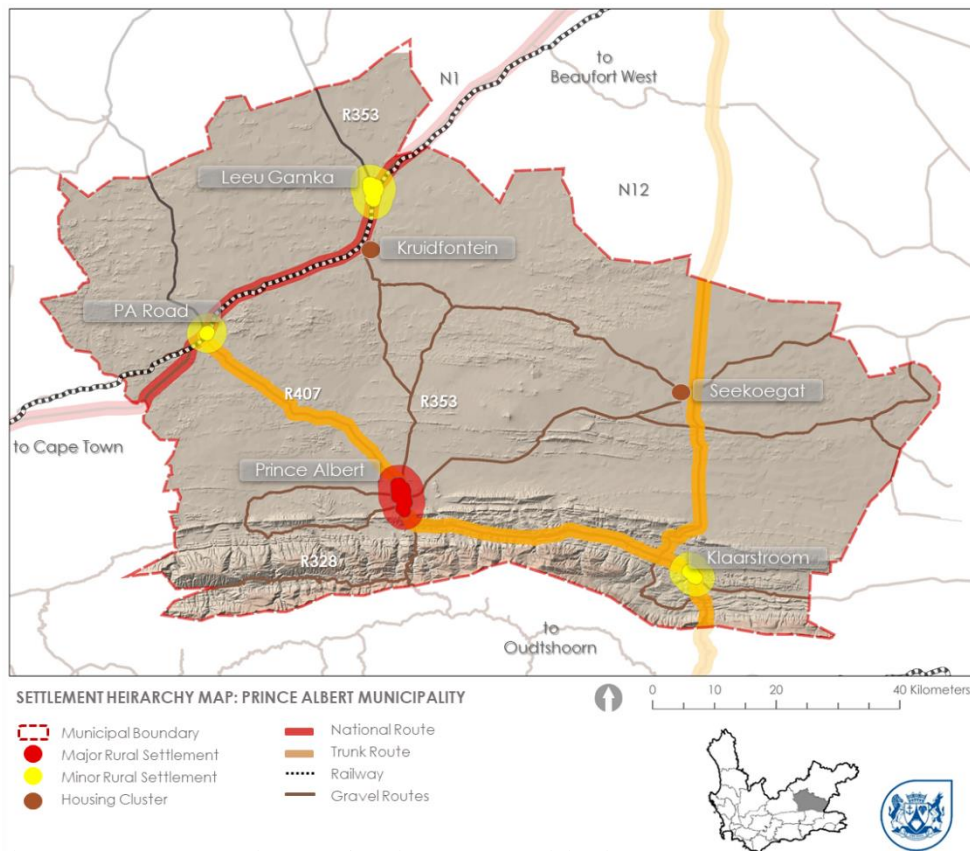 to
Beaufort West
N1
R353
Leeu Gamka
N12
Kruidfontein
PA Road
Seekoegat
R407
R353
to Cape Town
Prince Albert
Klaarstroom
R328
to
Oudtshoorn
SETTLEMENT HEIRARCHY MAP: PRINCE ALBERT MUNICIPALITY
0 10 20 40 Kilometers
Municipal Boundary
Major Rural Settlement
Minor Rural Settlement
Housing Cluster
National Route
Trunk Route
Railway
Gravel Routes